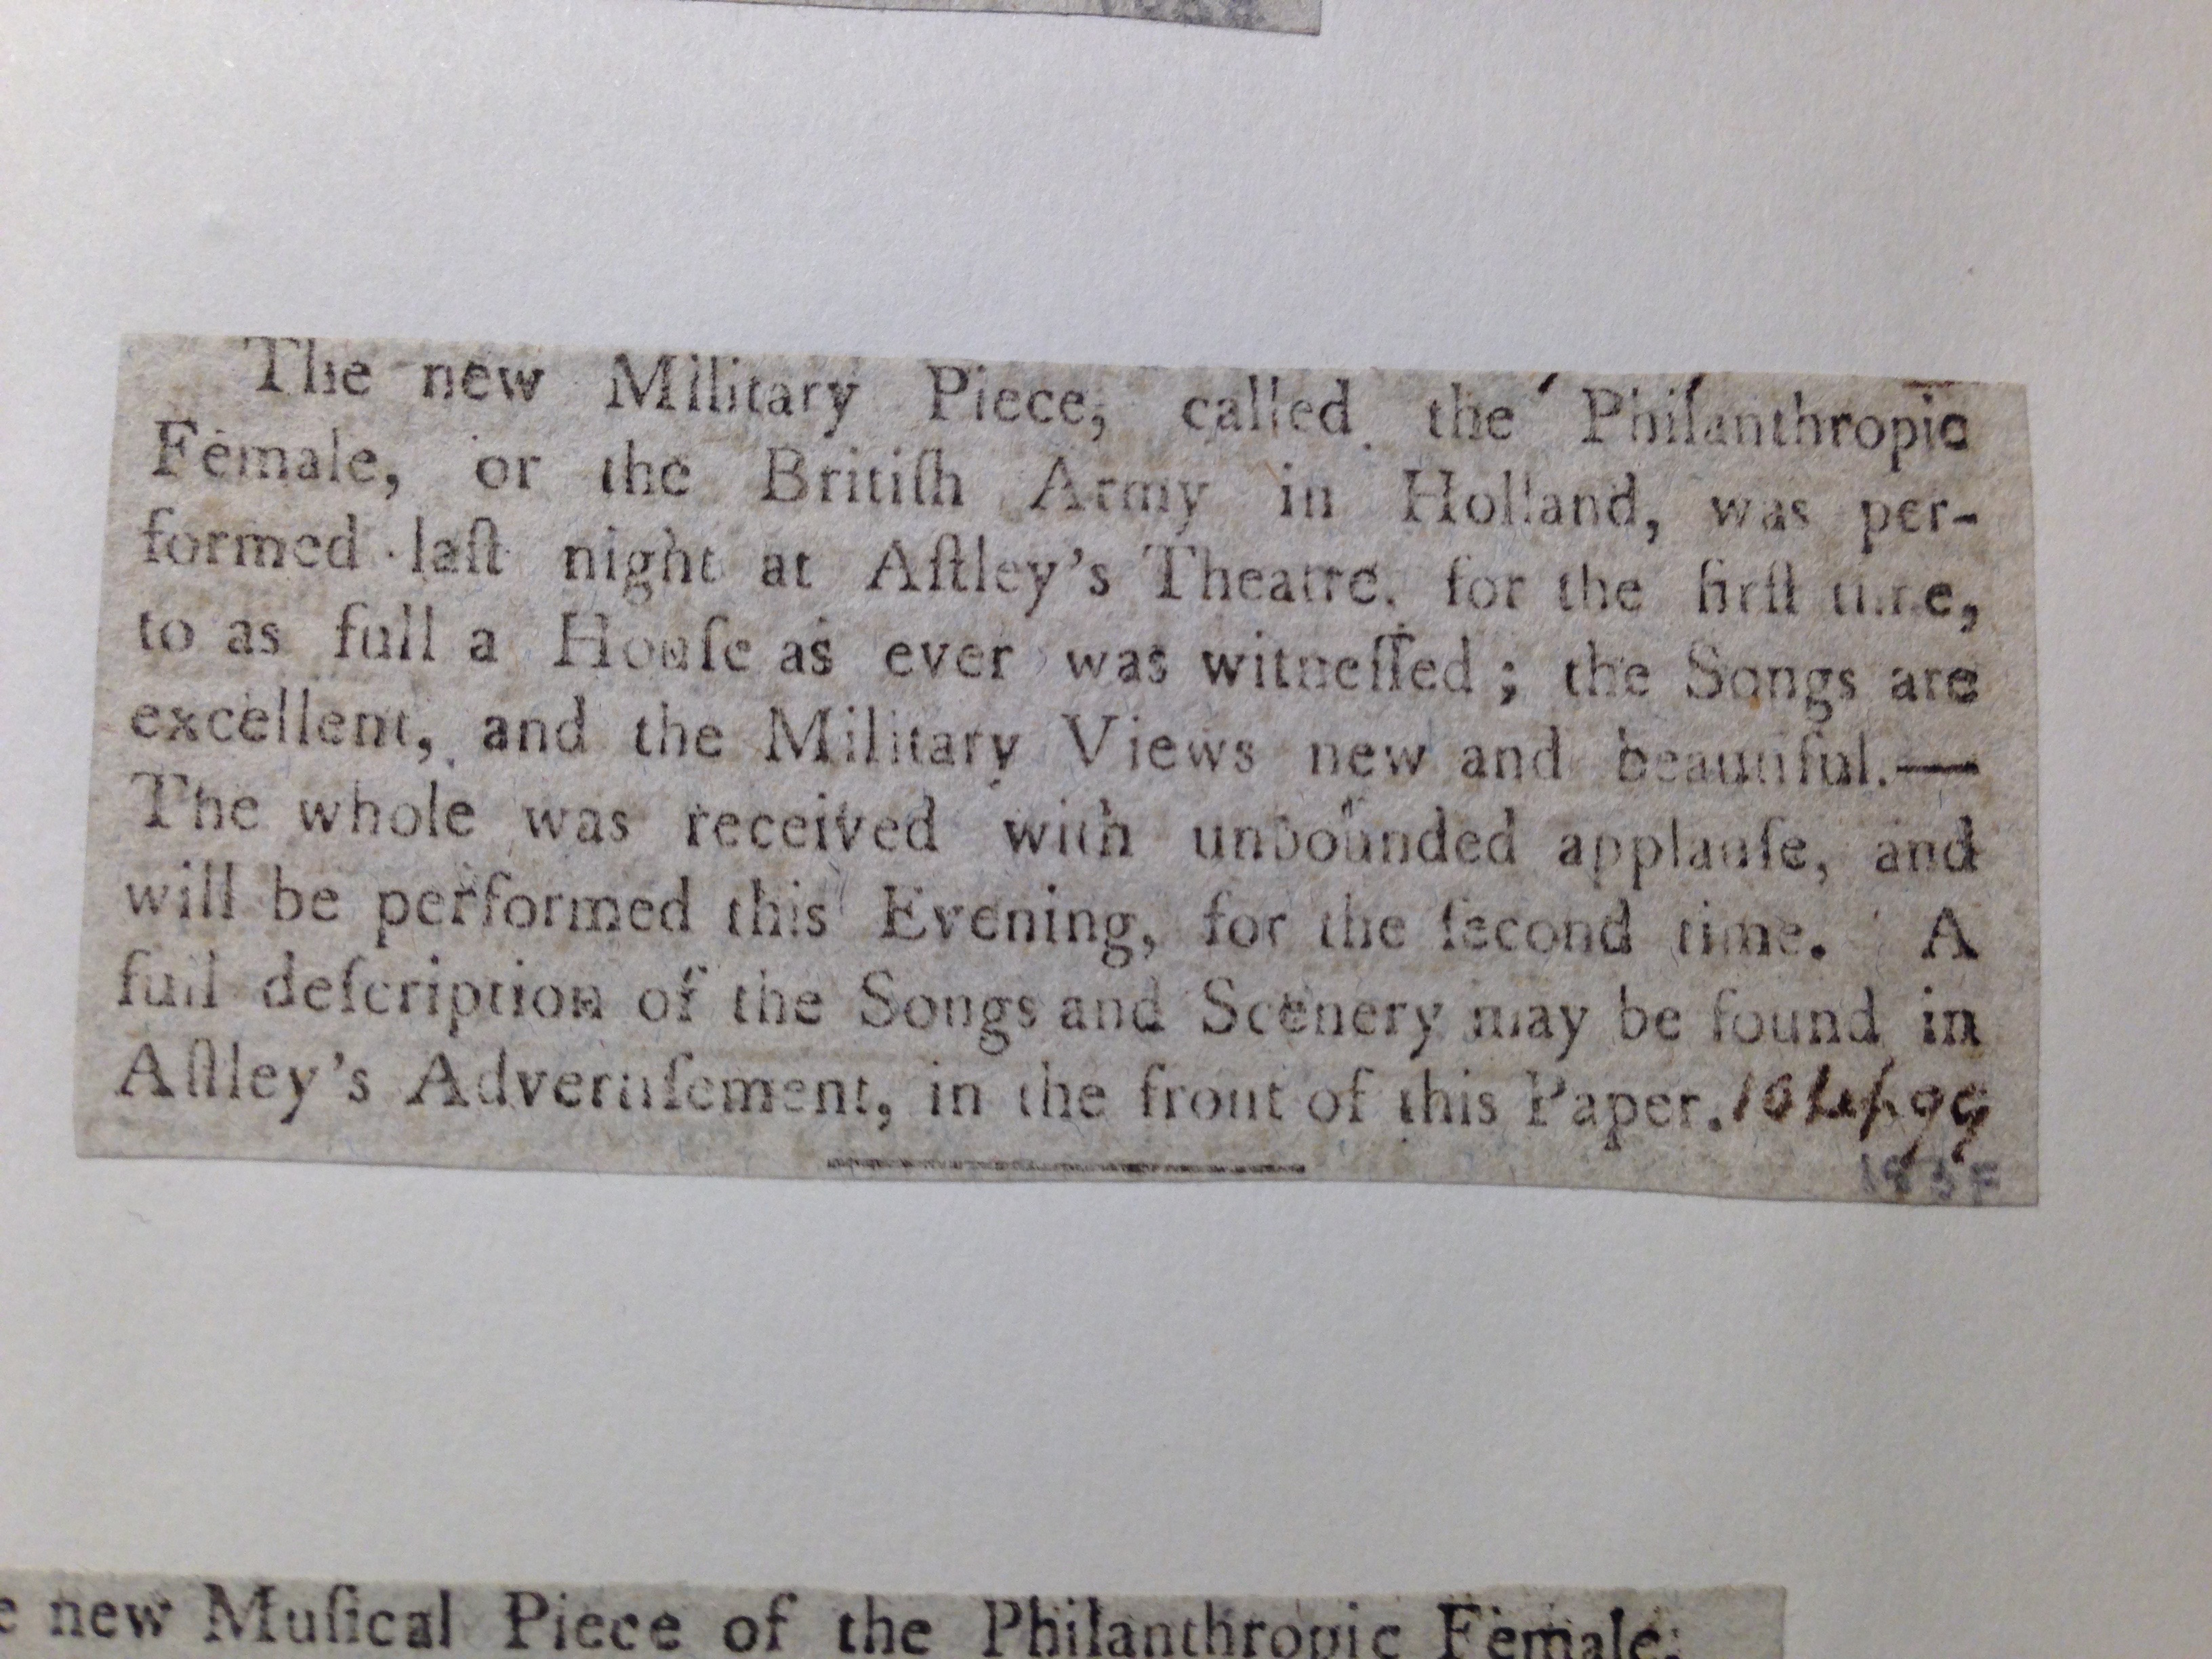 The new Military Piece, called the Philanthropic
Female, or the Britiſh Army in Holland, was per-
formed laſt night at Aſtley's Theatre, for the firſt time,
to as full a Houſe as ever was witneſſed; the Songs are
excellent, and the Military Views new and beautiful.—
The whole was received with unbounded applauſe, and
will be performed this Evening, for the ſecond time. A
full deſcription of the Songs and Scenery may be found in
Aſtley's Advertiſement, in the front of this Paper. 10 99
new Muſical Piece of the Philanthropic Female,